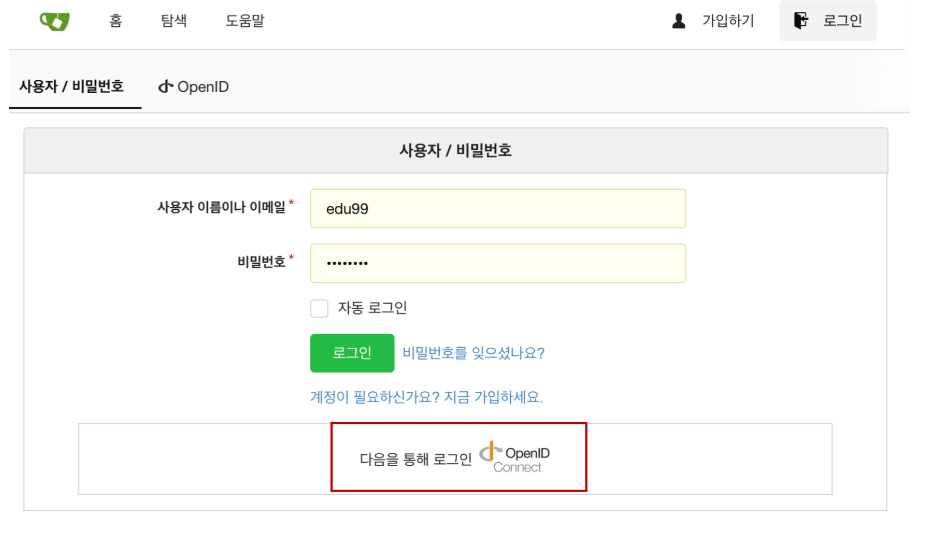 홈 탐색 도움말 가입하기 로그인
사용자 / 비밀번호 OpenID
사용자 / 비밀번호
사용자 이름이나 이메일 * edu99
비밀번호 * ••••••••
자동 로그인
로그인 비밀번호를 잊으셨나요?
계정이 필요하신가요? 지금 가입하세요.
다음을 통해 로그인 OpenID
Connect